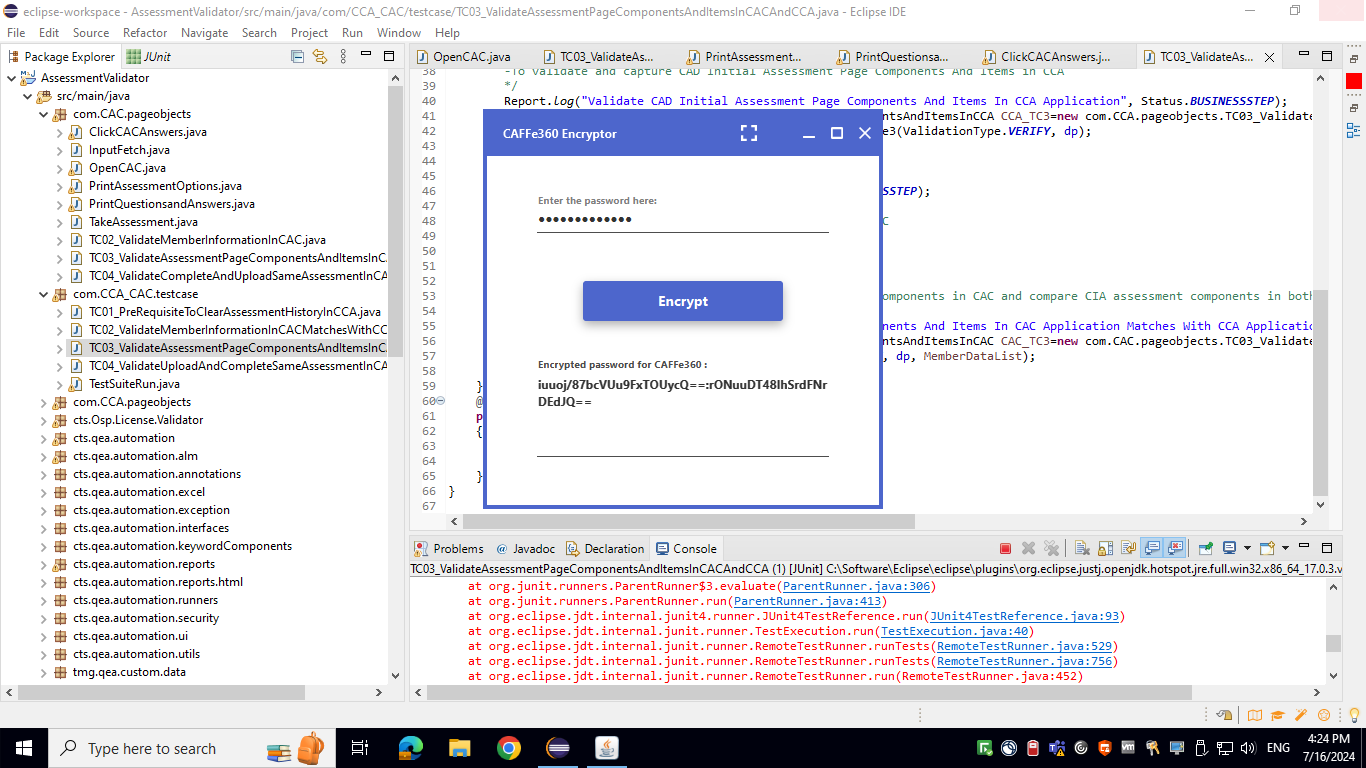 eclipse-workspace - AssessmentValidator/src/main/java/com/CCA_CAC/testcase/TC03_ValidateAssessmentPageComponentsAndItemsInCACAndCCA.java - Eclipse IDE
File Edit Source Refactor Navigate Search Project Run Window Help
Package Explorer JUnit
AssessmentValidator
src/main/java
com.CAC.pageobjects
ClickCACAnswers.java
InputFetch.java
OpenCAC.java
PrintAssessmentOptions.java
PrintQuestionsandAnswers.java
TakeAssessment.java
TC02_ValidateMemberInformationInCAC.java
TC03_ValidateAssessmentPageComponentsAndItemsInC
TC04_ValidateCompleteAndUploadSameAssessmentInCA
com.CCA_CAC.testcase
TC01_PreRequisiteToClearAssessmentHistoryInCCA.java
TC02_ValidateMemberInformationInCACMatchesWithCC
TC03_ValidateAssessmentPageComponentsAndItemsInC
TC04_ValidateUploadAndCompleteSameAssessmentInCA
TestSuiteRun.java
com.CCA.pageobjects
cts.Osp.License.Validator
cts.qea.automation
cts.qea.automation.alm
cts.qea.automation.annotations
cts.qea.automation.excel
cts.qea.automation.exception
cts.qea.automation.interfaces
cts.qea.automation.keywordComponents
cts.qea.automation.reports
cts.qea.automation.reports.html
cts.qea.automation.runners
cts.qea.automation.security
cts.qea.automation.ui
cts.qea.automation.utils
tmg.qea.custom.data
OpenCAC.java TC03_ValidateAs... PrintAssessment... PrintQuestionsa... ClickCACAnswers.j... TC03_ValidateAs...
38 -To validate and capture CAD Initial Assessment Page Components And Items in CCA
39 */
40 Report.log("Validate CAD Initial Assessment Page Components And Items In CCA Application", Status.BUSINESSSTEP);
41 entsAndItemsInCCA CCA_TC3=new com.CCA.pageobjects.TC03_Valida
42 e3(ValidationType.VERIFY, dp);
43
44
45
46 SSTEP);
47
48 C
49
50
51
52
53 omponents in CAC and compare CIA assessment components in both
54
55 nents And Items In CAC Application Matches With CCA Applicatio
56 entsAndItemsInCAC CAC_TC3=new com.CAC.pageobjects.TC03_Valida
57 , dp, MemberDataList);
58
59 }
60 @
61 p
62 {
63
64
65 }
66 }
67
CAFFe360 Encryptor
Enter the password here:
•••••••••••••
Encrypt
Encrypted password for CAFFe360 :
iuuoj/87bcVUu9FxTOUycQ==:rONuuDT48IhSrdFNr
DEdJQ==
Problems @ Javadoc Declaration Console
TC03_ValidateAssessmentPageComponentsAndItemsInCACAndCCA (1) [JUnit] C:\Software\Eclipse\eclipse\plugins\org.eclipse.justj.openjdk.hotspot.jre.full.win32.x86_64_17.0.3.v
at org.junit.runners.ParentRunner$3.evaluate(ParentRunner.java:306)
at org.junit.runners.ParentRunner.run(ParentRunner.java:413)
at org.eclipse.jdt.internal.junit4.runner.JUnit4TestReference.run(JUnit4TestReference.java:93)
at org.eclipse.jdt.internal.junit.runner.TestExecution.run(TestExecution.java:40)
at org.eclipse.jdt.internal.junit.runner.RemoteTestRunner.runTests(RemoteTestRunner.java:529)
at org.eclipse.jdt.internal.junit.runner.RemoteTestRunner.runTests(RemoteTestRunner.java:756)
at org.eclipse.jdt.internal.junit.runner.RemoteTestRunner.run(RemoteTestRunner.java:452)
Type here to search
ENG
4:24 PM
7/16/2024